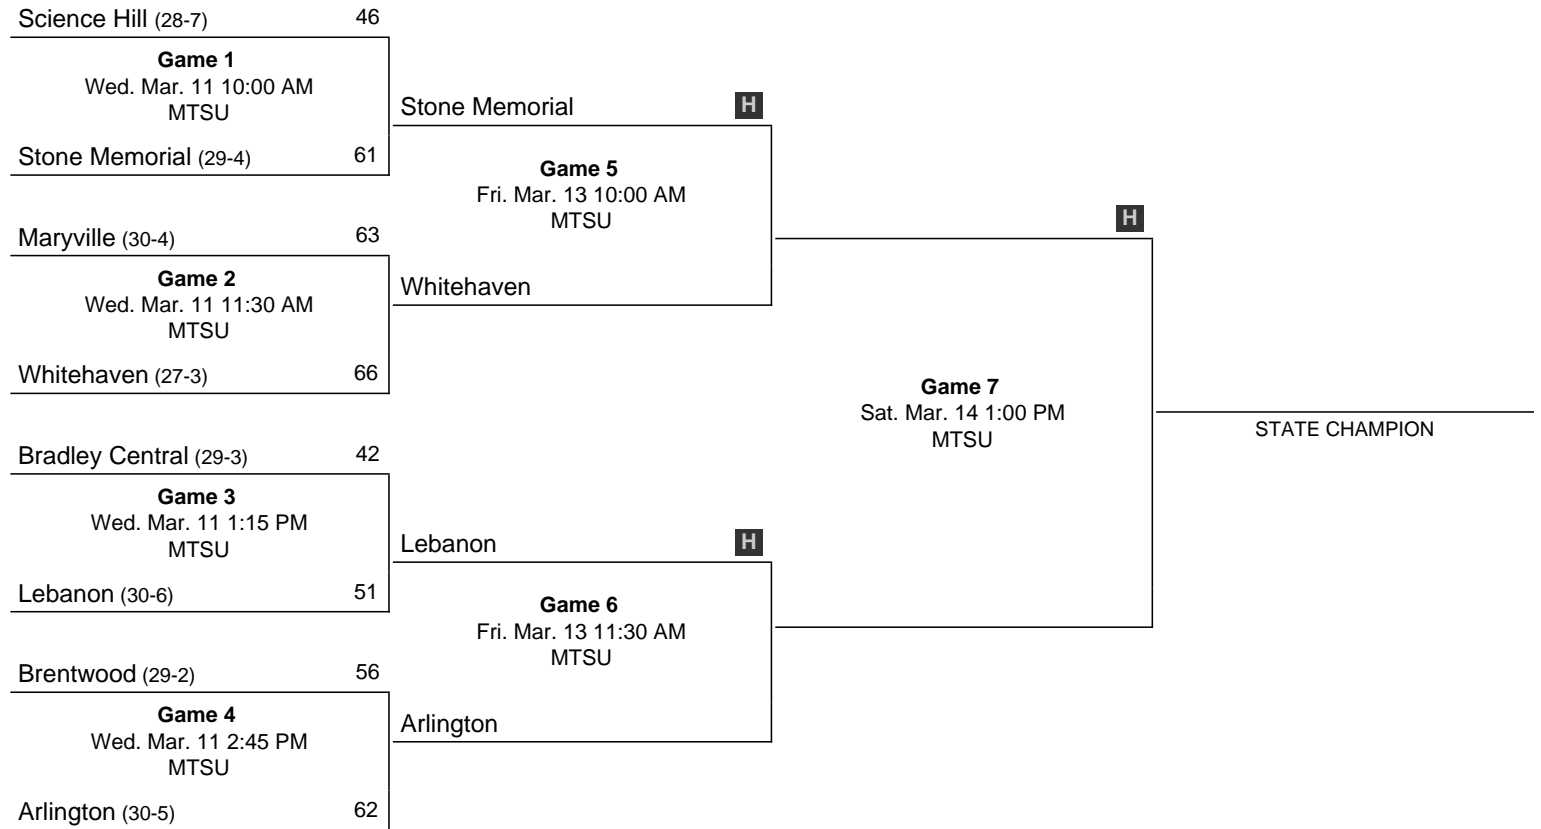 Science Hill (28-7) 46
Game 1
Wed. Mar. 11 10:00 AM
MTSU
Stone Memorial (29-4) 61
Maryville (30-4) 63
Game 2
Wed. Mar. 11 11:30 AM
MTSU
Whitehaven (27-3) 66
Bradley Central (29-3) 42
Game 3
Wed. Mar. 11 1:15 PM
MTSU
Lebanon (30-6) 51
Brentwood (29-2) 56
Game 4
Wed. Mar. 11 2:45 PM
MTSU
Arlington (30-5) 62
Stone Memorial H
Game 5
Fri. Mar. 13 10:00 AM
MTSU
Whitehaven
Lebanon H
Game 6
Fri. Mar. 13 11:30 AM
MTSU
Arlington
H
Game 7
Sat. Mar. 14 1:00 PM
MTSU
STATE CHAMPION